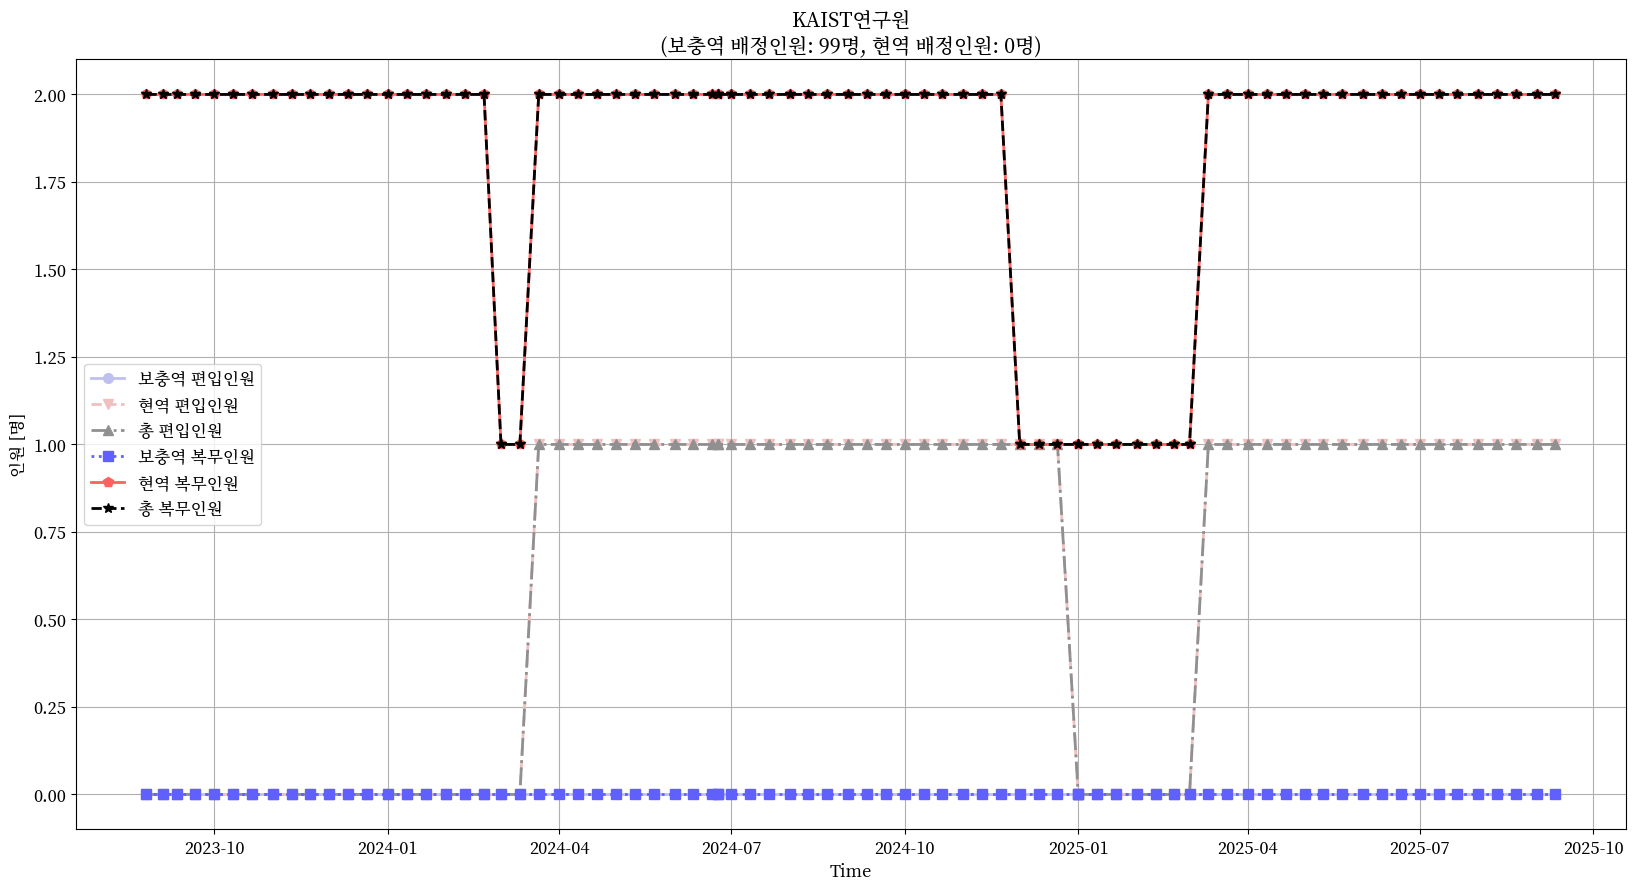 KAIST연구원
(보충역 배정인원: 99명, 현역 배정인원: 0명)
인원 [명]
2.00
1.75
1.50
1.25
1.00
0.75
0.50
0.25
0.00
보충역 편입인원
현역 편입인원
총 편입인원
보충역 복무인원
현역 복무인원
총 복무인원
2023-10
2024-01
2024-04
2024-07
2024-10
2025-01
2025-04
2025-07
2025-10
Time